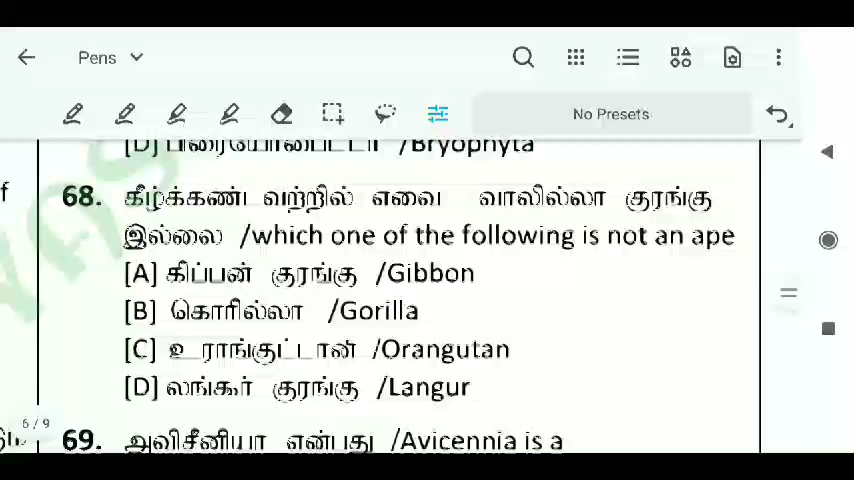 Pens
No Presets
[D] பிரையோபைட்டா /Bryophyta
68. கீழ்க்கண் வற்றில் எவை வாலில்லா குரங்கு
இல்லை /which one of the following is not an ape
[A] கிப்பன் குரங்கு /Gibbon
[B] கொரில்லா /Gorilla
[C] உராங்குட்டான் /Orangutan
[D] லங்கூர் குரங்கு /Langur
6 / 9
69. அவிசீனியா என்பது /Avicennia is a